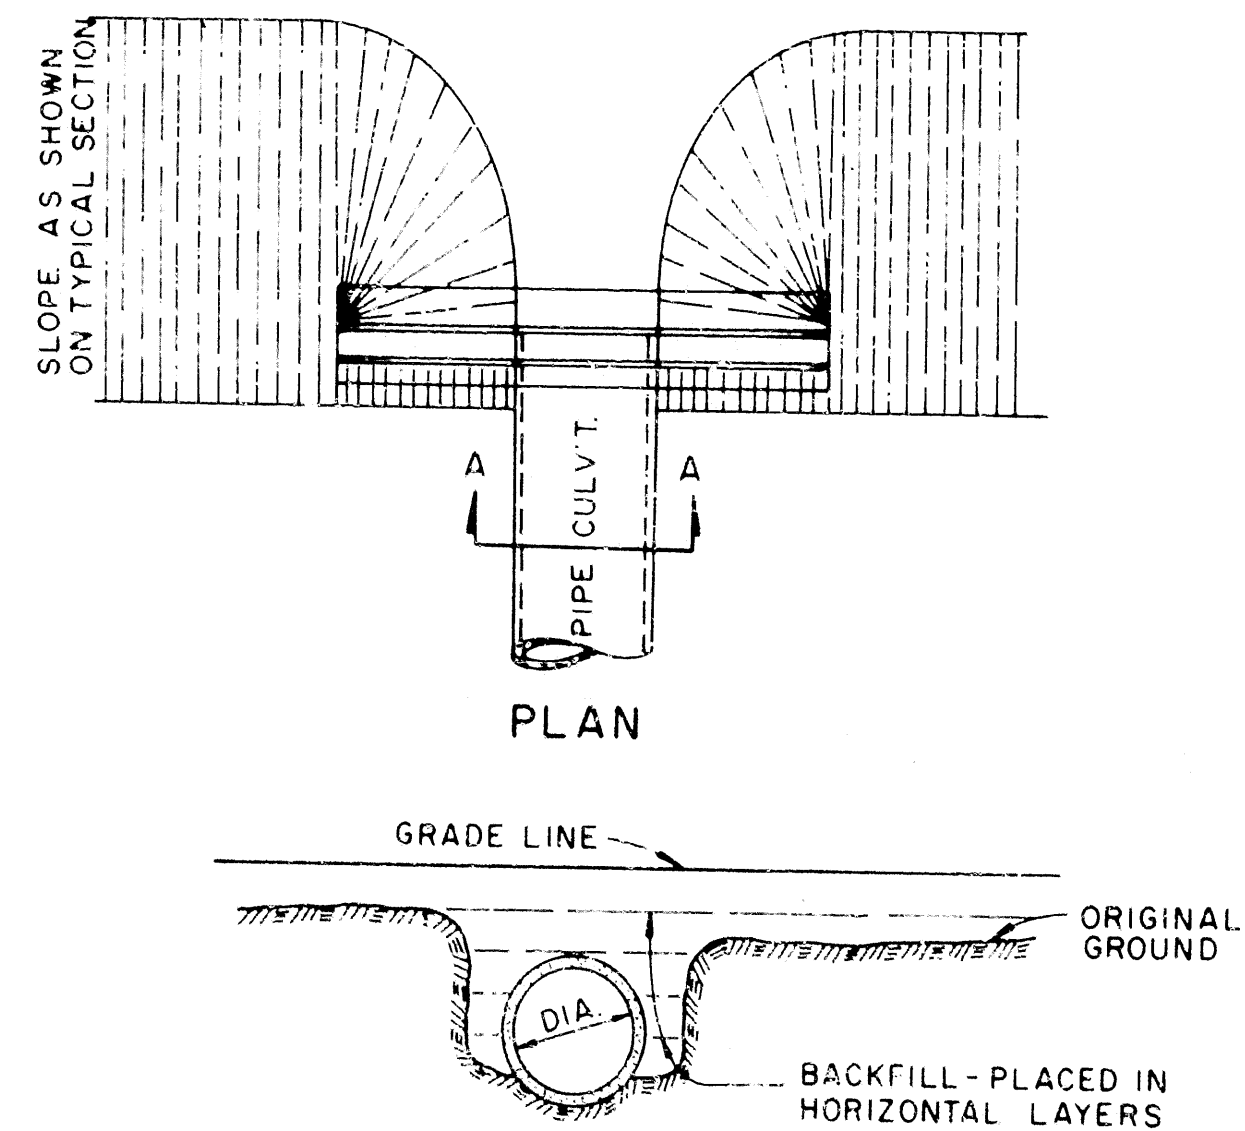 SLOPE AS SHOWN
ON TYPICAL SECTION
A
A
PIPE CULV'T.
PLAN
GRADE LINE
ORIGINAL
GROUND
DIA.
BACKFILL-PLACED IN
HORIZONTAL LAYERS